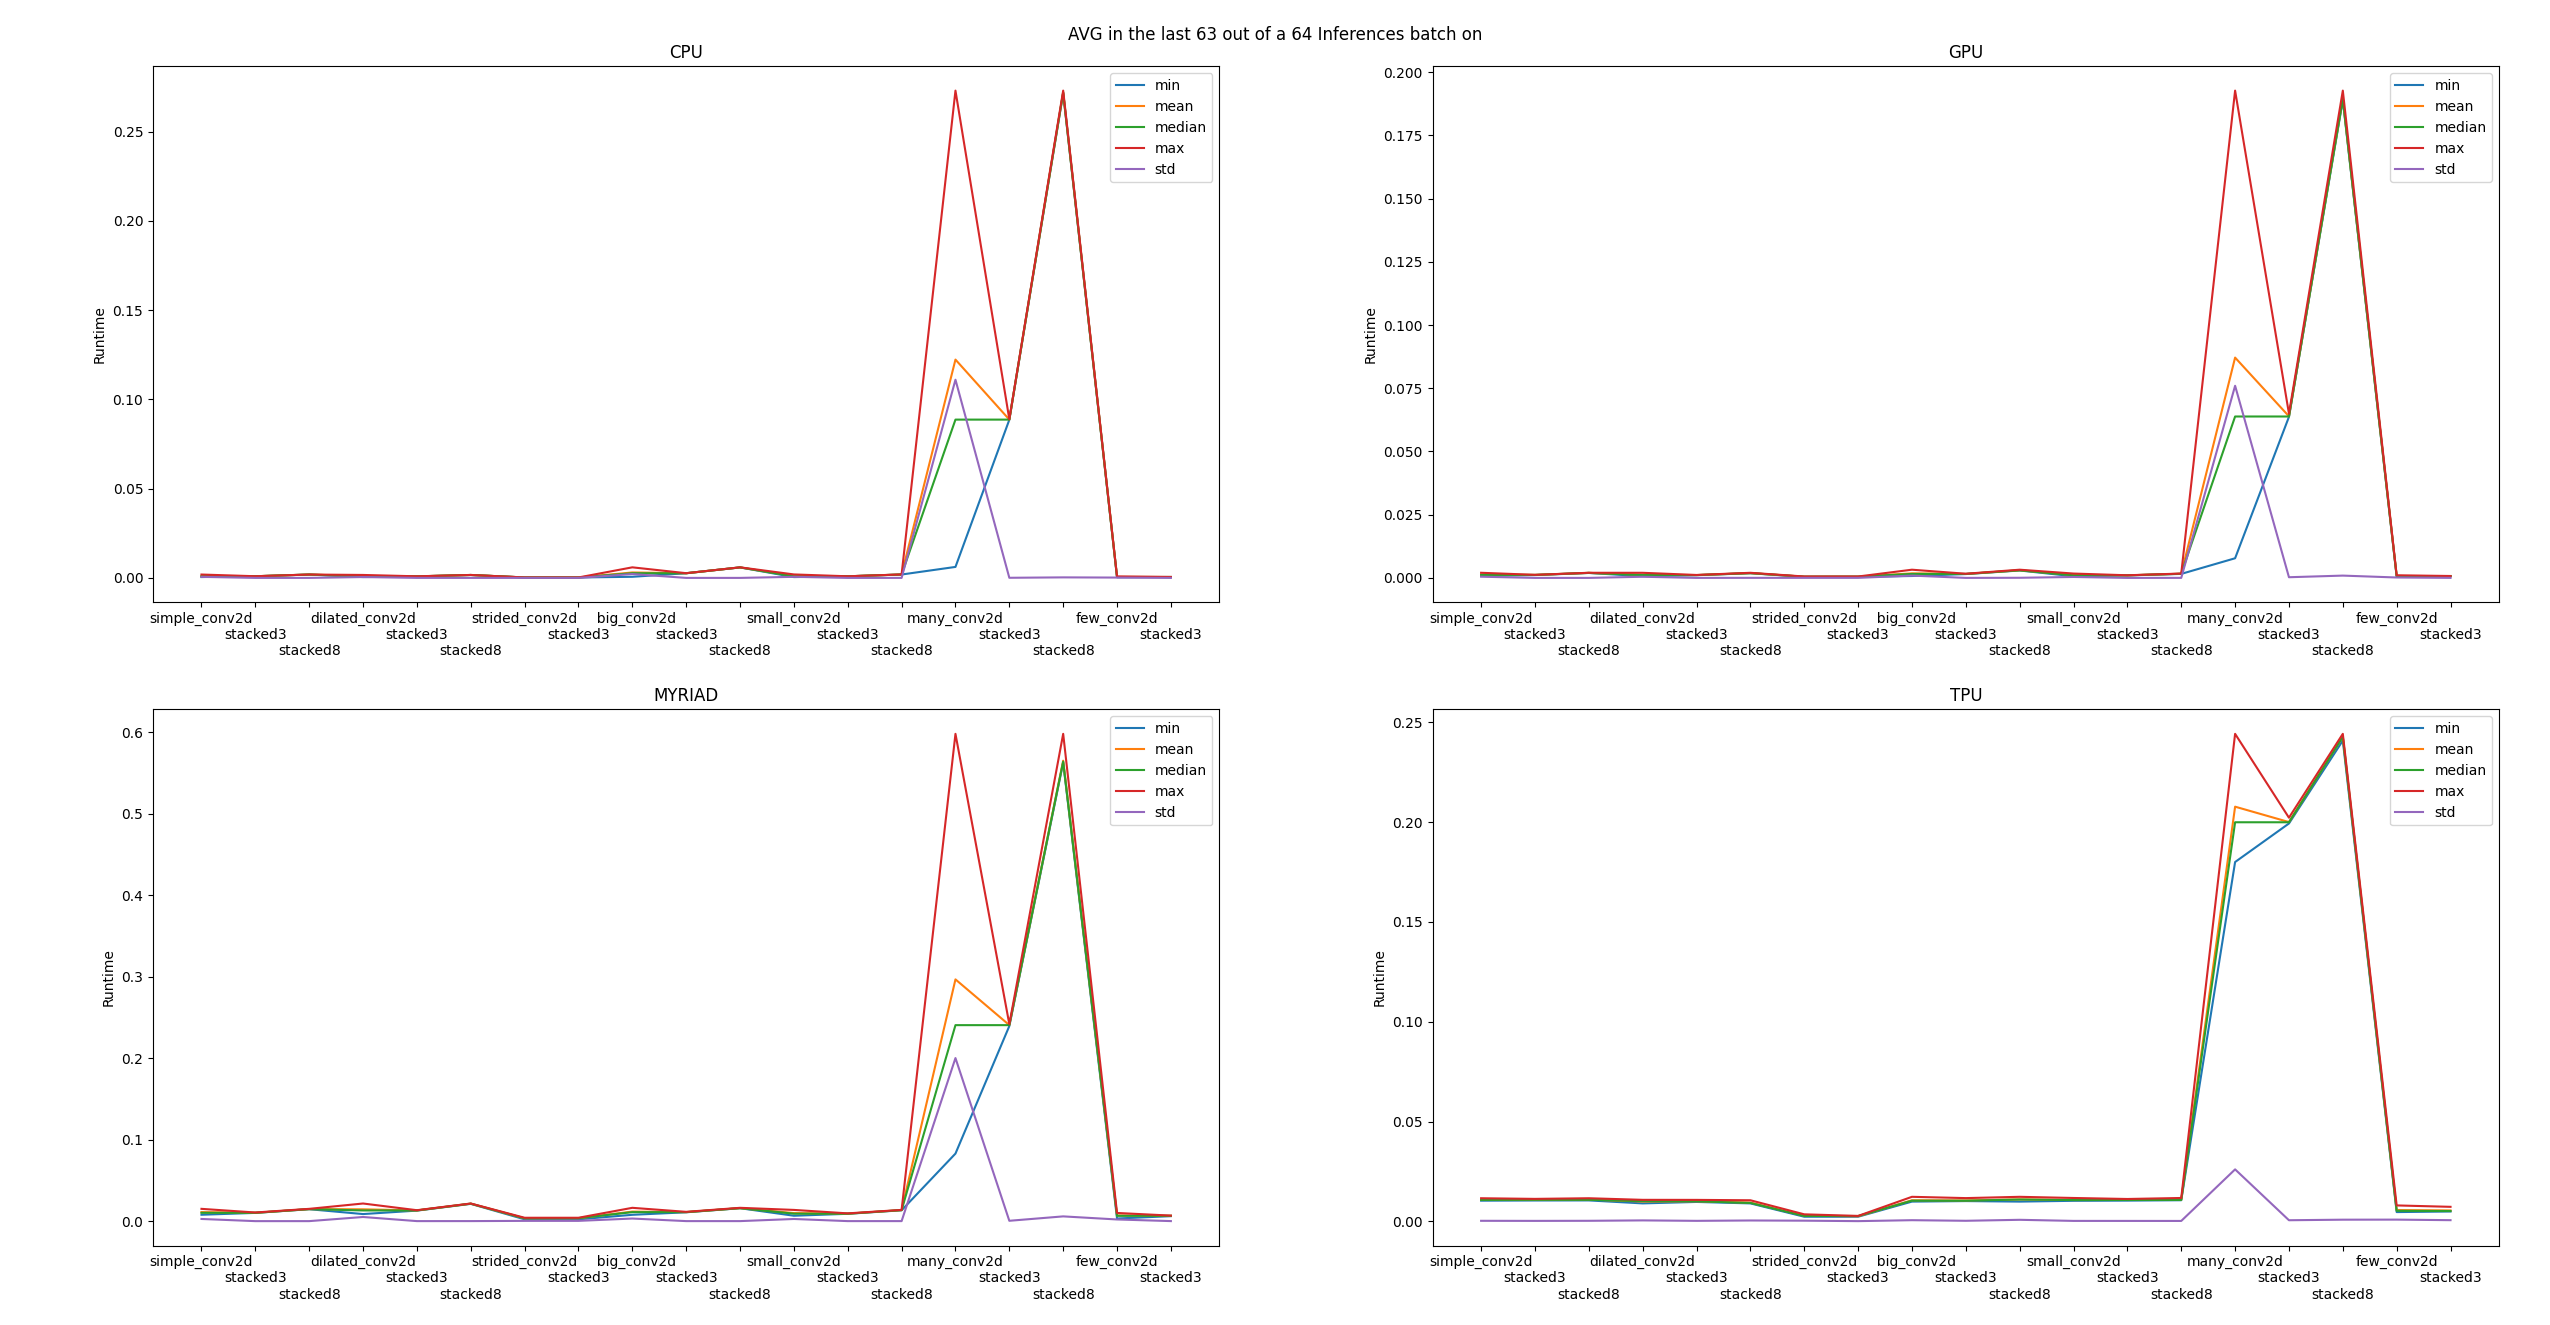 AVG in the last 63 out of a 64 Inferences batch on
CPU
Runtime
0.25
0.20
0.15
0.10
0.05
0.00
min
mean
median
max
std
simple_conv2d dilated_conv2d strided_conv2d big_conv2d small_conv2d many_conv2d few_conv2d
stacked3 stacked3 stacked3 stacked3 stacked3 stacked3 stacked3
stacked8 stacked8 stacked8 stacked8 stacked8
GPU
Runtime
0.200
0.175
0.150
0.125
0.100
0.075
0.050
0.025
0.000
min
mean
median
max
std
simple_conv2d dilated_conv2d strided_conv2d big_conv2d small_conv2d many_conv2d few_conv2d
stacked3 stacked3 stacked3 stacked3 stacked3 stacked3 stacked3
stacked8 stacked8 stacked8 stacked8 stacked8
MYRIAD
Runtime
0.6
0.5
0.4
0.3
0.2
0.1
0.0
min
mean
median
max
std
simple_conv2d dilated_conv2d strided_conv2d big_conv2d small_conv2d many_conv2d few_conv2d
stacked3 stacked3 stacked3 stacked3 stacked3 stacked3 stacked3
stacked8 stacked8 stacked8 stacked8 stacked8
TPU
Runtime
0.25
0.20
0.15
0.10
0.05
0.00
min
mean
median
max
std
simple_conv2d dilated_conv2d strided_conv2d big_conv2d small_conv2d many_conv2d few_conv2d
stacked3 stacked3 stacked3 stacked3 stacked3 stacked3 stacked3
stacked8 stacked8 stacked8 stacked8 stacked8